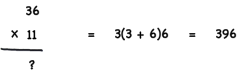 36
x 11 = 3(3 + 6)6 = 396
?